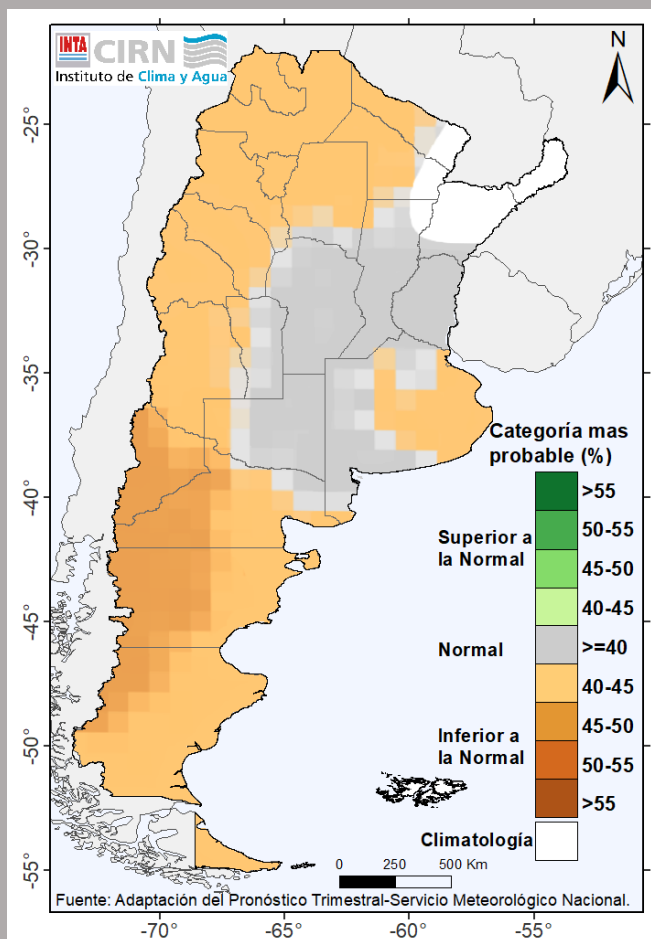 INTA CIRN
Instituto de Clima y Agua
N
-25°
-30°
-35°
-40°
-45°
-50°
-55°
Categoría mas
probable (%)
>55
50-55
Superior a
la Normal
45-50
40-45
Normal
>=40
40-45
45-50
Inferior a
la Normal
50-55
>55
Climatología
0 250 500 Km
Fuente: Adaptación del Pronóstico Trimestral-Servicio Meteorológico Nacional.
-70° -65° -60° -55°